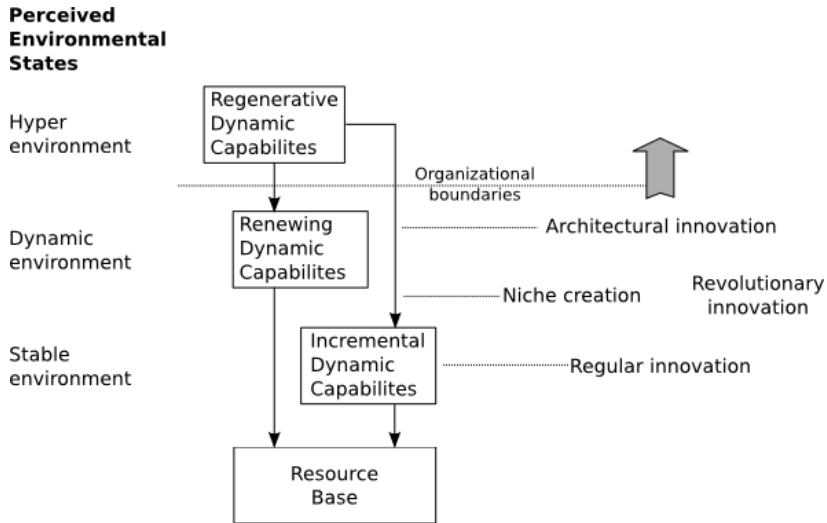 Perceived
Environmental
States
Hyper
environment
Regenerative
Dynamic
Capabilites
Organizational
boundaries
Dynamic
environment
Renewing
Dynamic
Capabilites
Architectural innovation
Niche creation
Revolutionary
innovation
Stable
environment
Incremental
Dynamic
Capabilites
Regular innovation
Resource
Base